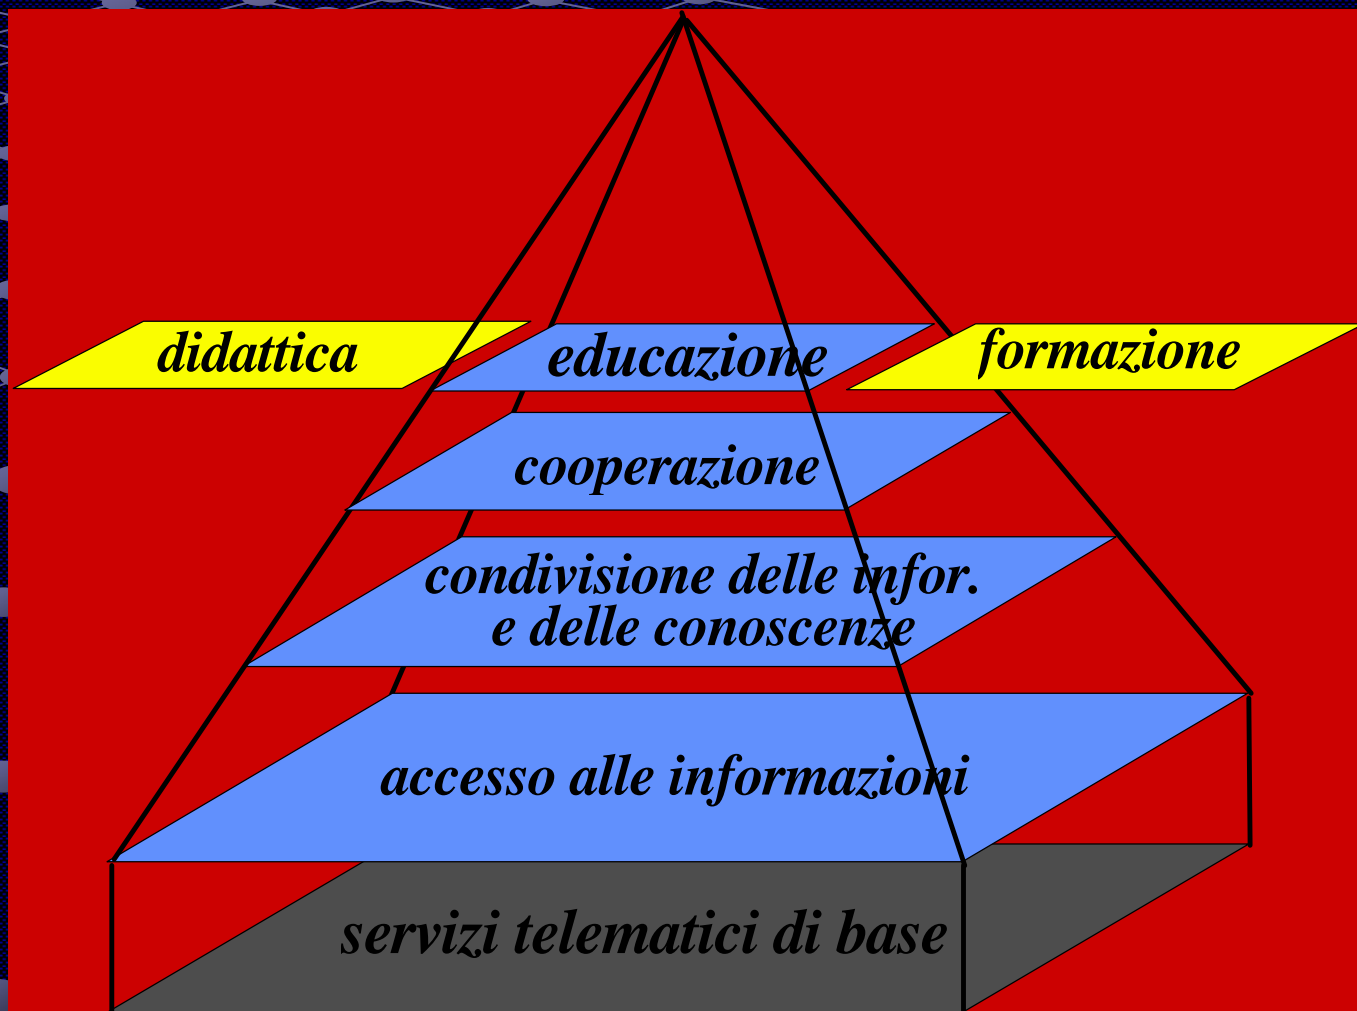 didattica
educazione
formazione
cooperazione
condivisione delle infor.
e delle conoscenze
accesso alle informazioni
servizi telematici di base